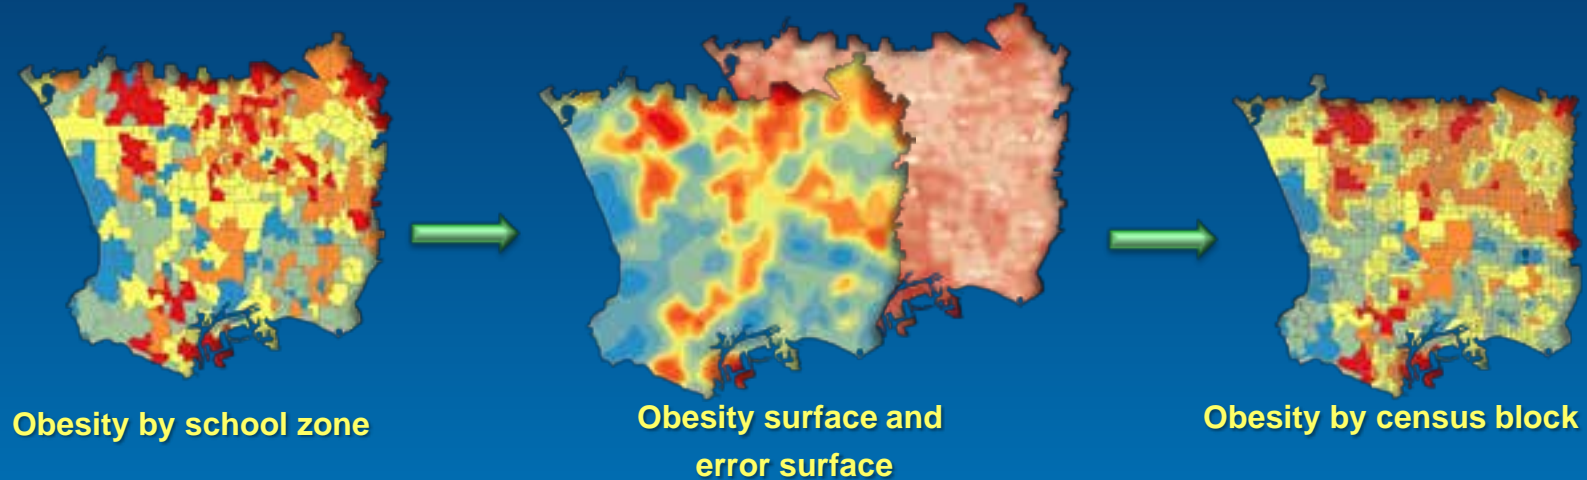 Obesity by school zone
Obesity surface and
error surface
Obesity by census block